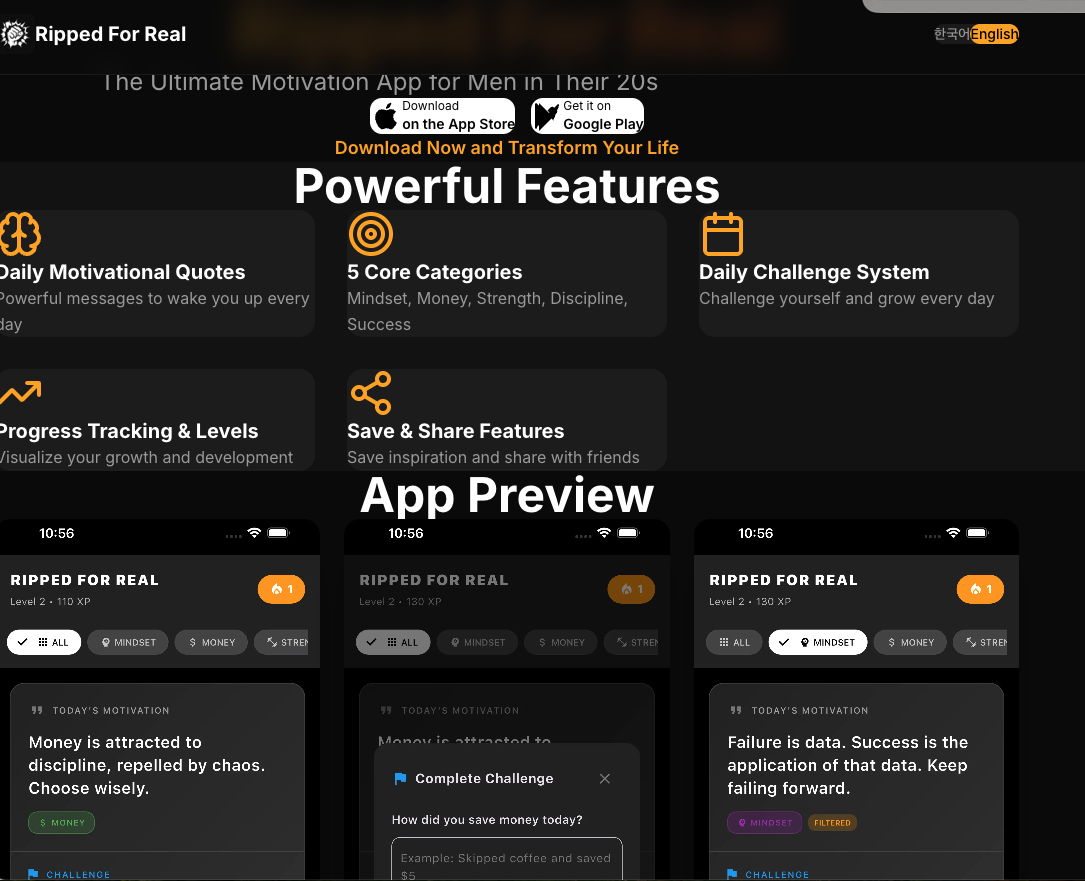 Ripped For Real
한국어 English
The Ultimate Motivation App for Men in Their 20s
Download
on the App Store
Get it on
Google Play
Download Now and Transform Your Life
Powerful Features
Daily Motivational Quotes
Powerful messages to wake you up every
day
5 Core Categories
Mindset, Money, Strength, Discipline,
Success
Daily Challenge System
Challenge yourself and grow every day
Progress Tracking & Levels
Visualize your growth and development
Save & Share Features
Save inspiration and share with friends
App Preview
10:56
RIPPED FOR REAL
1
Level 2 • 110 XP
ALL MINDSET $ MONEY STREN
TODAY'S MOTIVATION
Money is attracted to
discipline, repelled by chaos.
Choose wisely.
$ MONEY
CHALLENGE
10:56
RIPPED FOR REAL
1
Level 2 • 130 XP
ALL MINDSET $ MONEY STREN
TODAY'S MOTIVATION
Money is attracted to
Complete Challenge
How did you save money today?
Example: Skipped coffee and saved
$5
10:56
RIPPED FOR REAL
1
Level 2 • 130 XP
ALL MINDSET $ MONEY STREN
TODAY'S MOTIVATION
Failure is data. Success is the
application of that data. Keep
failing forward.
MINDSET FILTERED
CHALLENGE